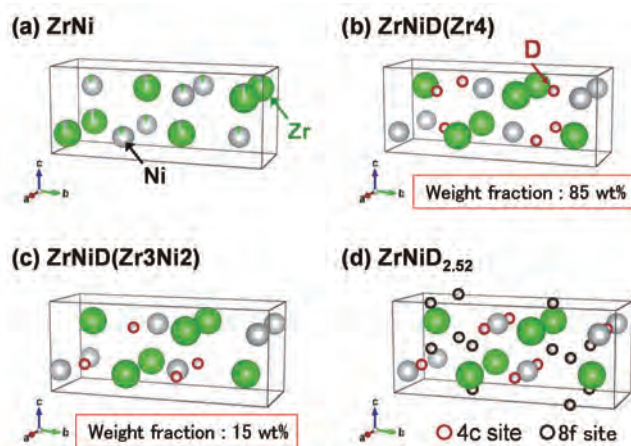 (a) ZrNi
Zr
Ni
c
a b
(b) ZrNiD(Zr4)
D
c
a b
Weight fraction : 85 wt%
(c) ZrNiD(Zr3Ni2)
c
a b
Weight fraction : 15 wt%
(d) ZrNiD2.52
c
a b
4c site 8f site